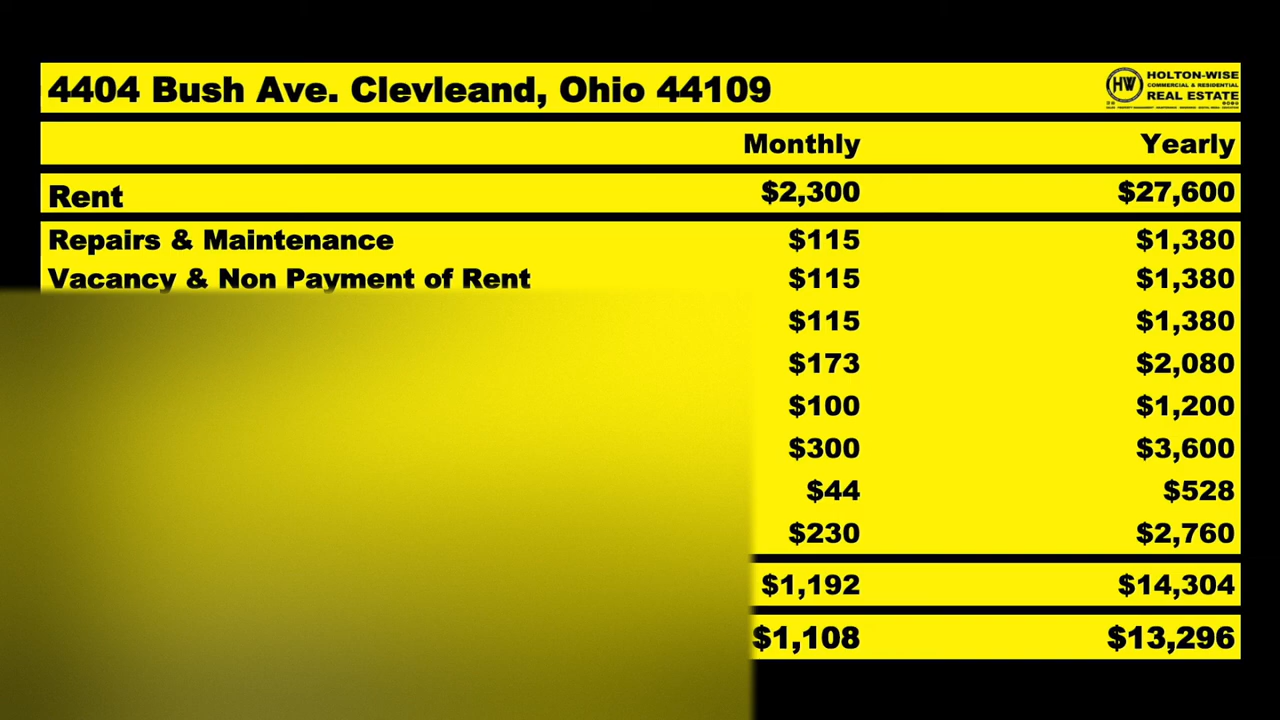 4404 Bush Ave. Clevleand, Ohio 44109
HW
HOLTON-WISE
COMMERCIAL & RESIDENTIAL
REAL ESTATE
Monthly Yearly
Rent $2,300 $27,600
Repairs & Maintenance $115 $1,380
Vacancy & Non Payment of Rent $115 $1,380
$115 $1,380
$173 $2,080
$100 $1,200
$300 $3,600
$44 $528
$230 $2,760
$1,192 $14,304
$1,108 $13,296